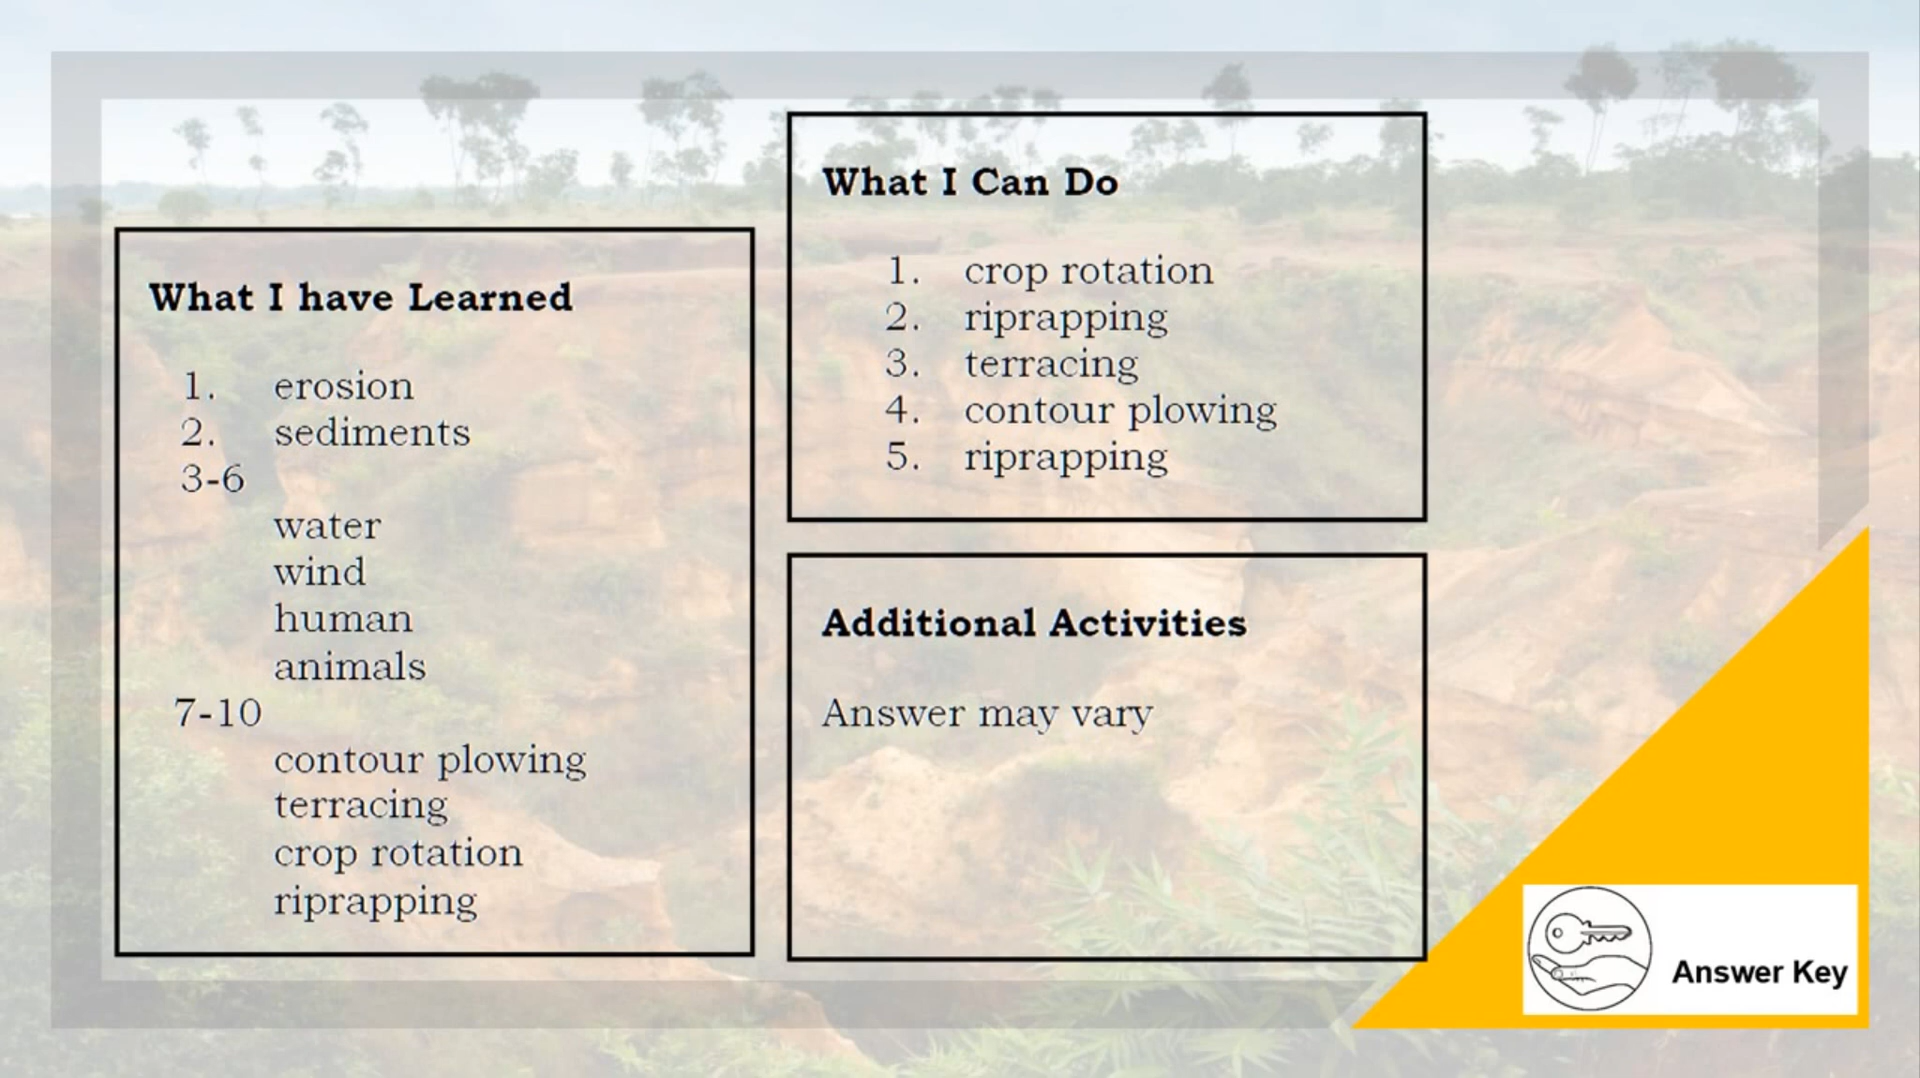 What I have Learned
1. erosion
2. sediments
3-6
water
wind
human
animals
7-10
contour plowing
terracing
crop rotation
riprapping
What I Can Do
1. crop rotation
2. riprapping
3. terracing
4. contour plowing
5. riprapping
Additional Activities
Answer may vary
Answer Key